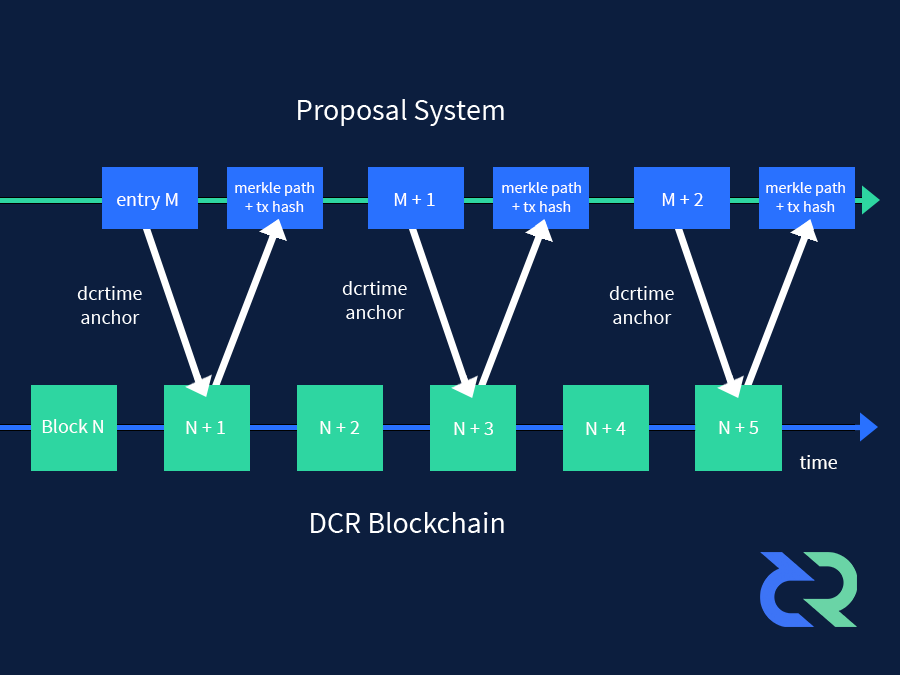 Proposal System
entry M
merkle path
+ tx hash
M + 1
merkle path
+ tx hash
M + 2
merkle path
+ tx hash
dcrtime
anchor
dcrtime
anchor
dcrtime
anchor
Block N
N + 1
N + 2
N + 3
N + 4
N + 5
time
DCR Blockchain